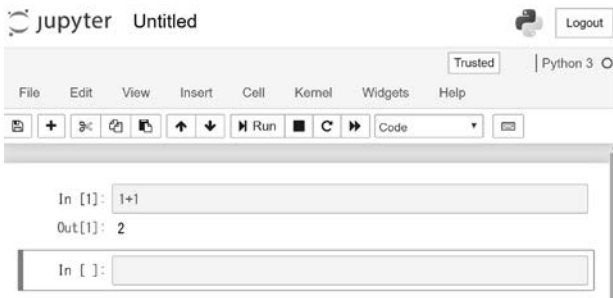 jupyter Untitled Logout
Trusted Python 3
File Edit View Insert Cell Kernel Widgets Help
Run Code
In [1]: 1+1
Out[1]: 2
In [ ]: